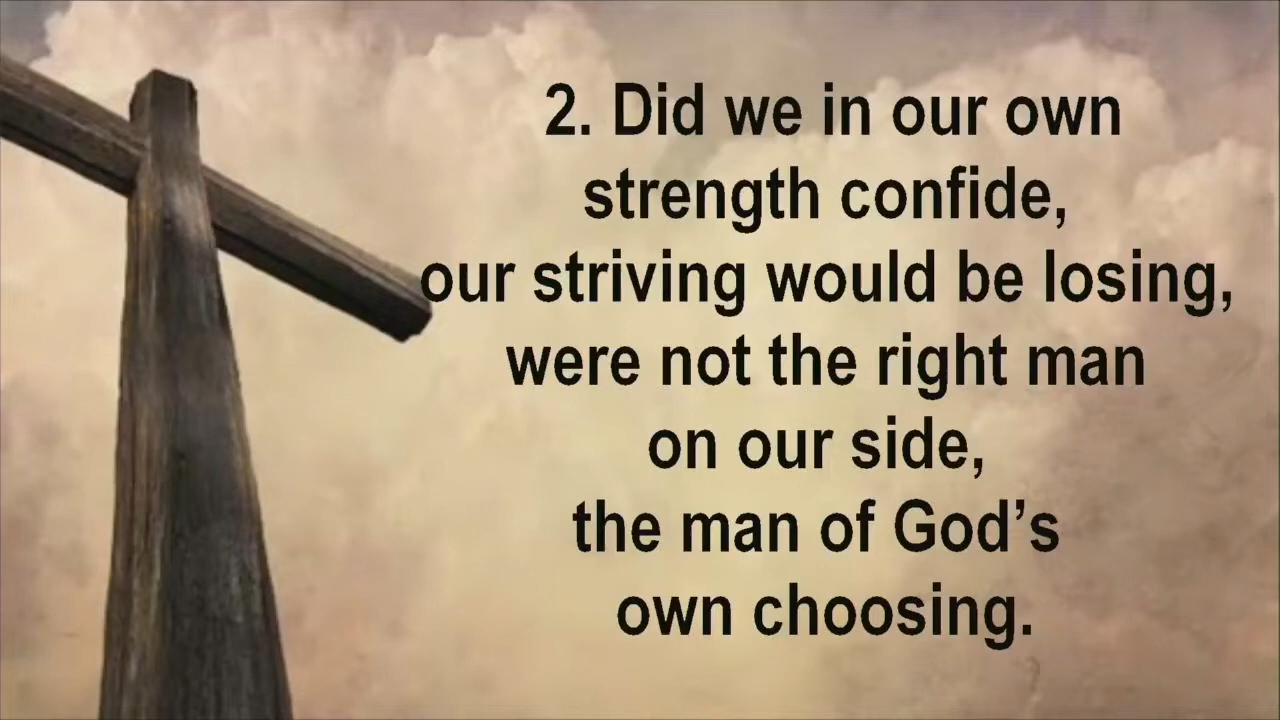 2. Did we in our own
strength confide,
our striving would be losing,
were not the right man
on our side,
the man of God’s
own choosing.